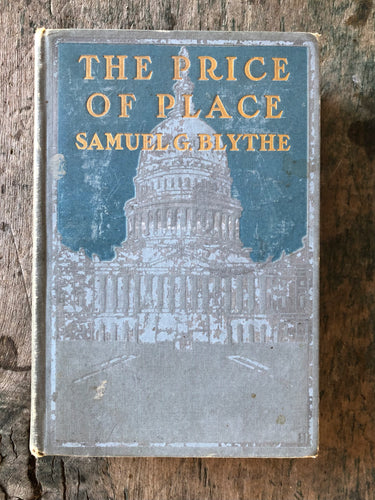 THE PRICE
OF PLACE
SAMUEL G. BLYTHE